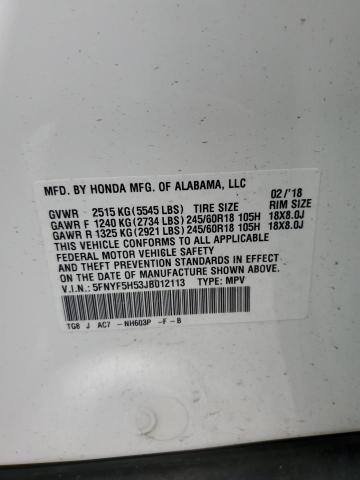 MFD. BY HONDA MFG. OF ALABAMA, LLC 02/'18
GVWR 2515 KG (5545 LBS) TIRE SIZE RIM SIZE
GAWR F 1240 KG (2734 LBS) 245/60R18 105H 18X8.0J
GAWR R 1325 KG (2921 LBS) 245/60R18 105H 18X8.0J
THIS VEHICLE CONFORMS TO ALL APPLICABLE
FEDERAL MOTOR VEHICLE SAFETY
STANDARDS IN EFFECT ON THE DATE
OF MANUFACTURE SHOWN ABOVE.
V.I.N.: 5FNYF5H53JB012113 TYPE: MPV
TG8 J AC7 -NH603P -F -B